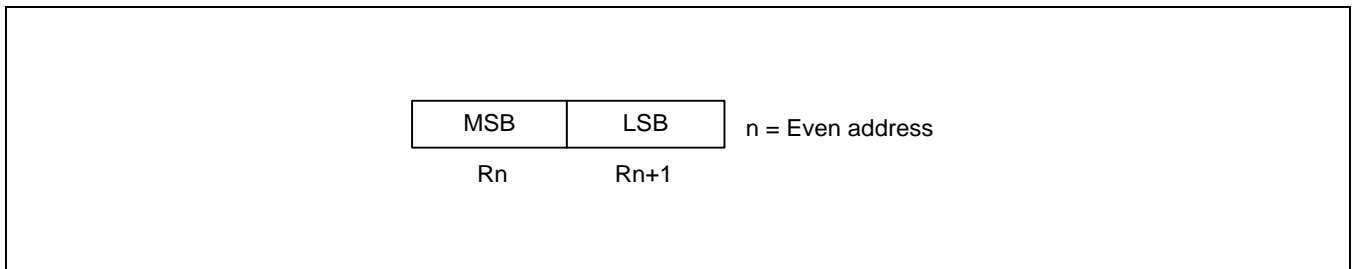 MSB LSB n = Even address
Rn Rn+1